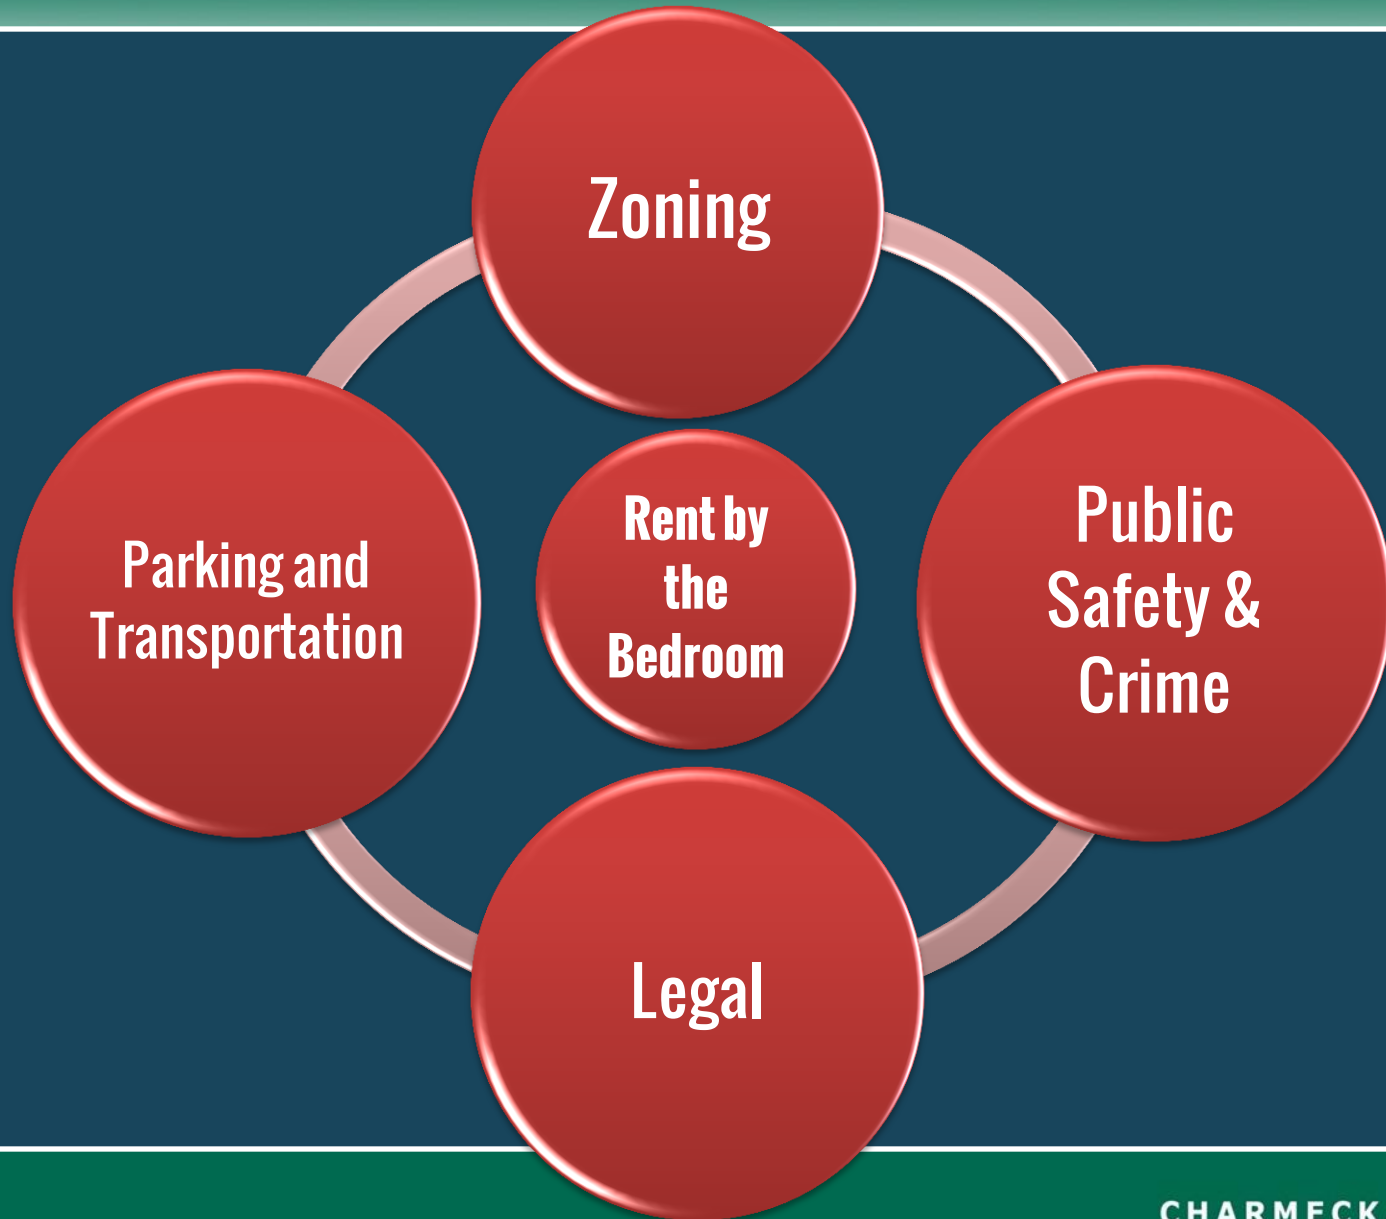 Zoning
Parking and
Transportation
Rent by
the
Bedroom
Public
Safety &
Crime
Legal
CHARMECK